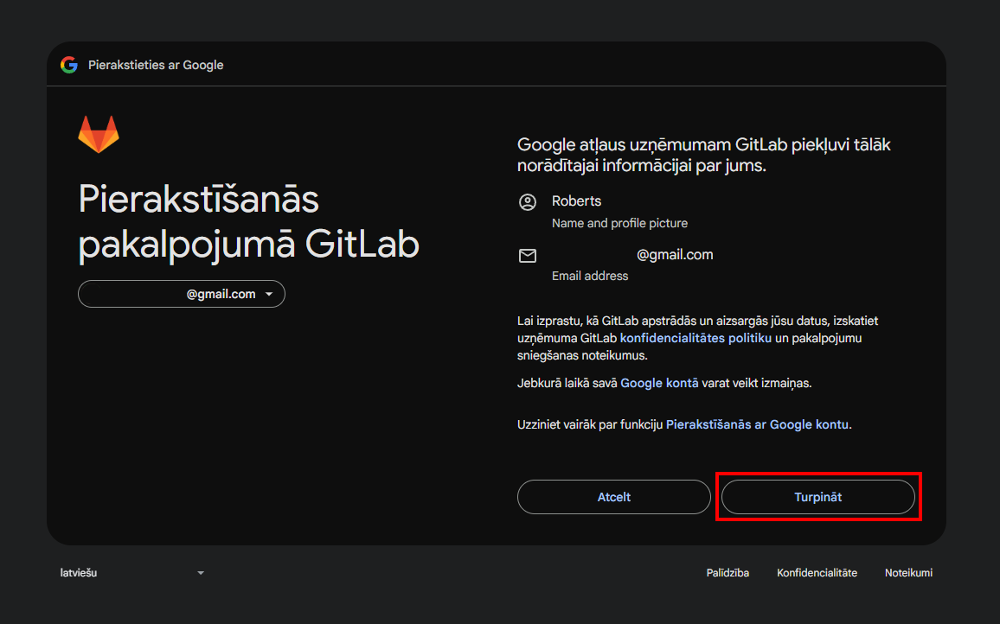 Pierakstieties ar Google
Pierakstīšanās
pakalpojumā GitLab
@gmail.com
Google atļaus uzņēmumam GitLab piekļuvi tālāk
norādītajai informācijai par jums.
Roberts
Name and profile picture
@gmail.com
Email address
Lai izprastu, kā GitLab apstrādās un aizsargās jūsu datus, izskatiet
uzņēmuma GitLab konfidencialitātes politiku un pakalpojumu
sniegšanas noteikumus.
Jebkurā laikā savā Google kontā varat veikt izmaiņas.
Uzziniet vairāk par funkciju Pierakstīšanās ar Google kontu.
Atcelt
Turpināt
latviešu
Palīdzība
Konfidencialitāte
Noteikumi